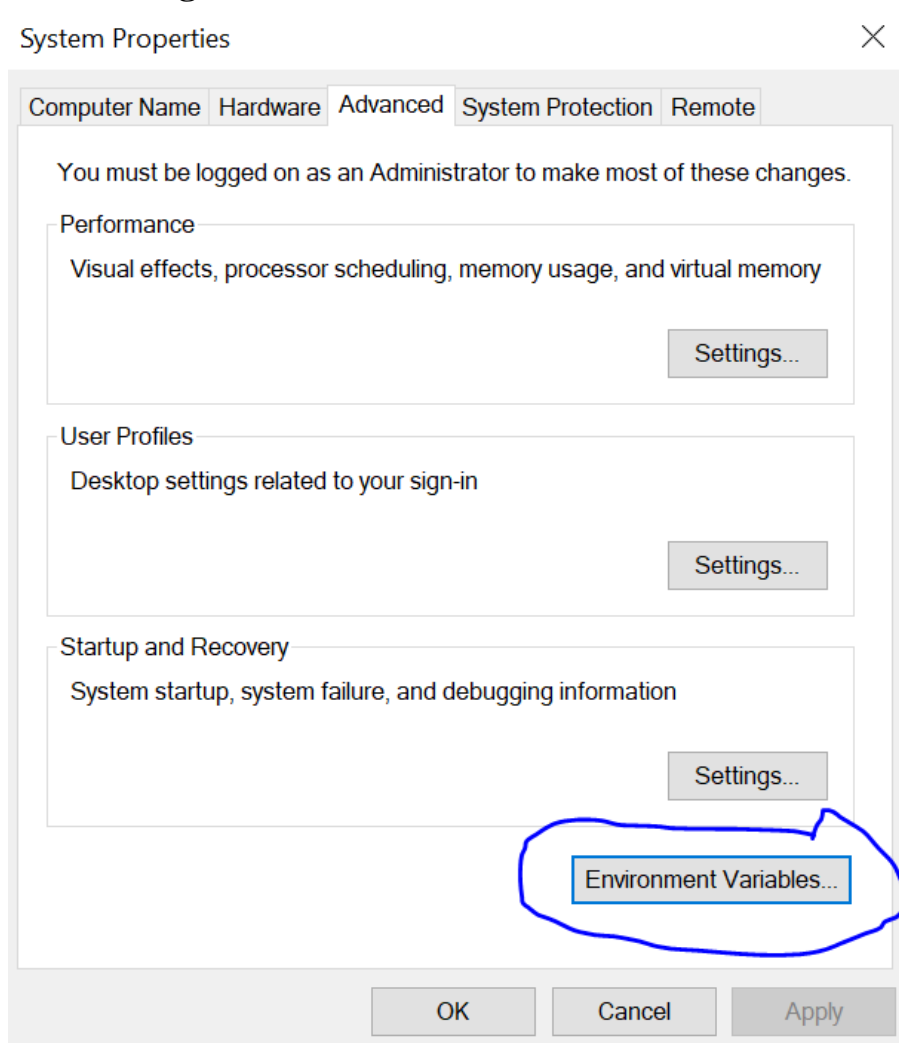 System Properties
Computer Name Hardware Advanced System Protection Remote
You must be logged on as an Administrator to make most of these changes.
Performance
Visual effects, processor scheduling, memory usage, and virtual memory
Settings...
User Profiles
Desktop settings related to your sign-in
Settings...
Startup and Recovery
System startup, system failure, and debugging information
Settings...
Environment Variables...
OK Cancel Apply